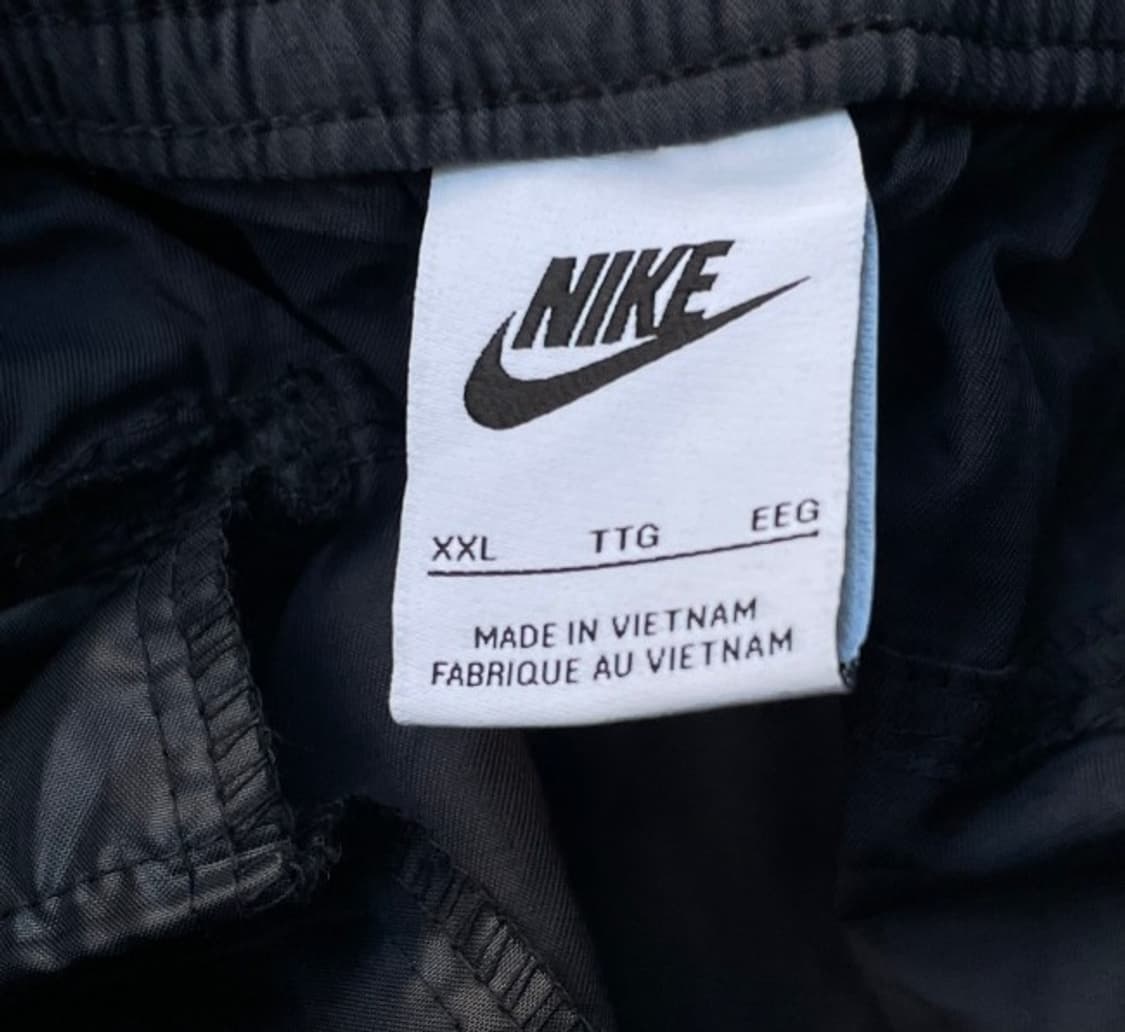 NIKE
XXL TTG EEG
MADE IN VIETNAM
FABRIQUE AU VIETNAM